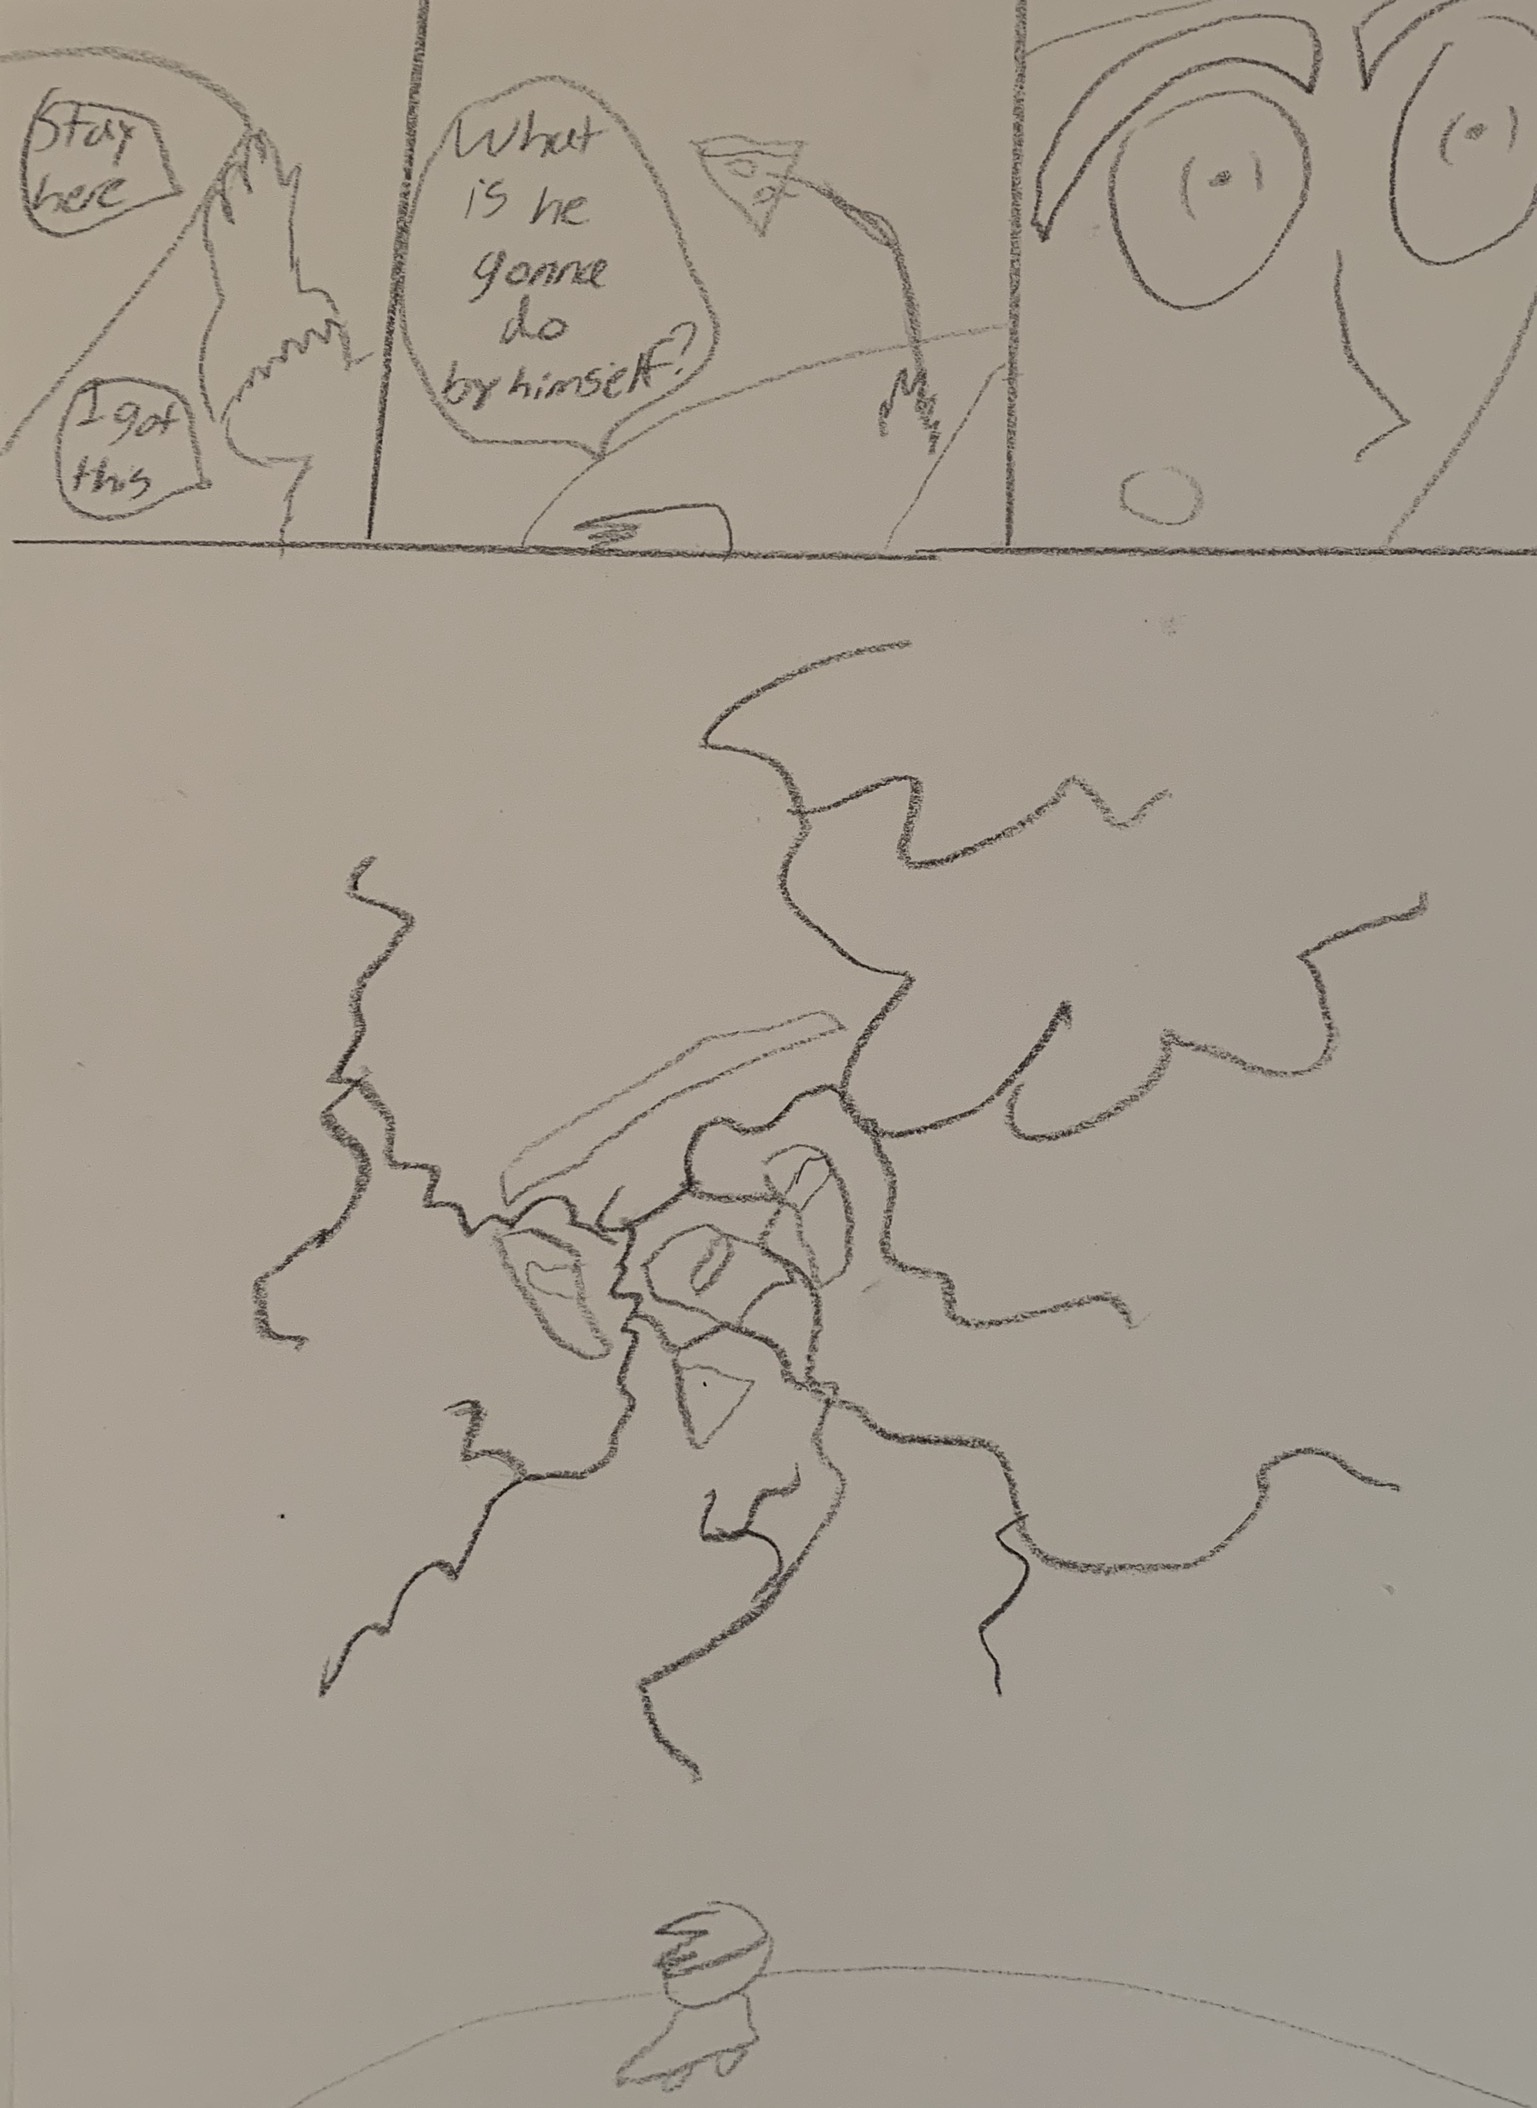 Stay
here
I got
this
What
is he
gonna
do
by himself?